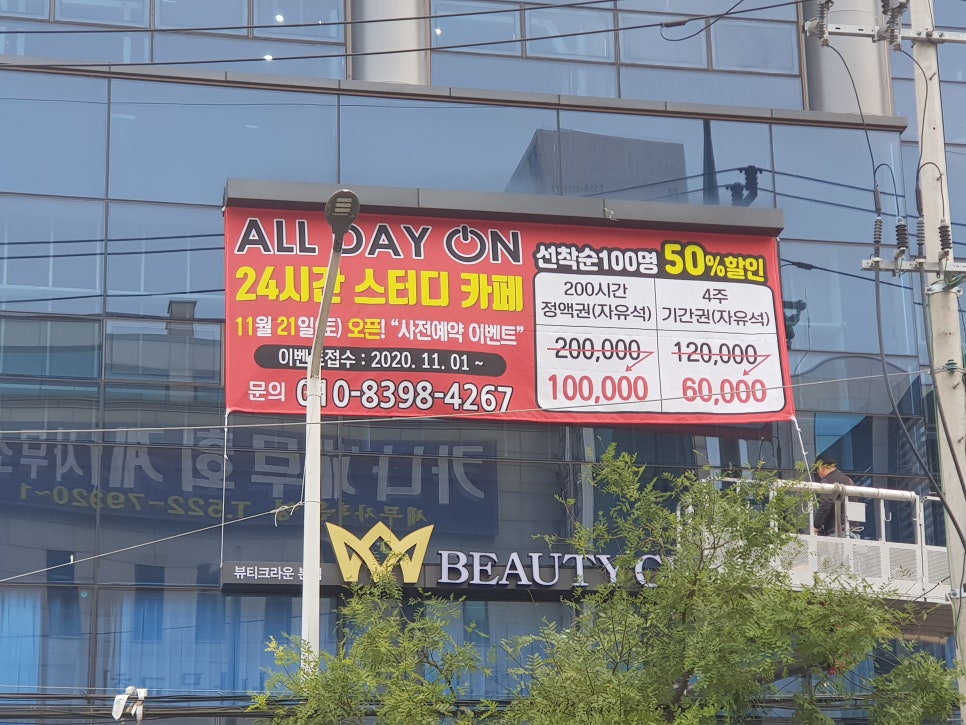 ALL DAY ON
24시간 스터디 카페
11월 21일(토) 오픈! "사전예약 이벤트"
이벤트접수 : 2020. 11. 01 ~
문의 010-8398-4267
선착순100명 50%할인
200시간
정액권(자유석)
200,000
100,000
4주
기간권(자유석)
120,000
60,000
뷰티크라운
BEAUTY